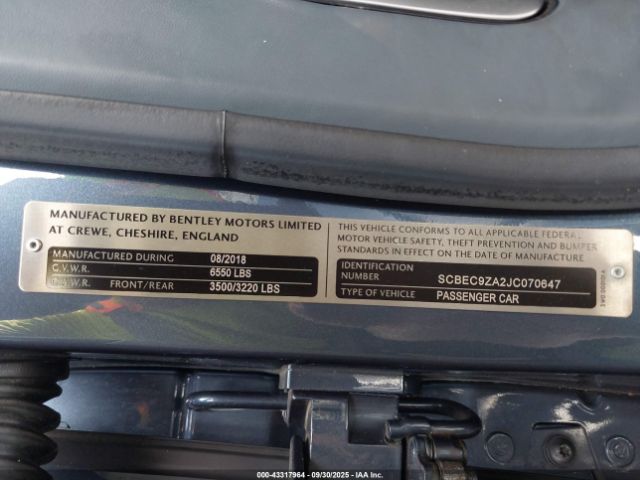 MANUFACTURED BY BENTLEY MOTORS LIMITED
AT CREWE, CHESHIRE, ENGLAND
MANUFACTURED DURING 08/2018
G.V.W.R. 6550 LBS
G.A.W.R. FRONT/REAR 3500/3220 LBS
THIS VEHICLE CONFORMS TO ALL APPLICABLE FEDERAL
MOTOR VEHICLE SAFETY, THEFT PREVENTION AND BUMPER
STANDARDS IN EFFECT ON THE DATE OF MANUFACTURE
IDENTIFICATION
NUMBER SCBEC9ZA2JC070647
TYPE OF VEHICLE PASSENGER CAR
000-43317964 - 09/30/2025 - IAA Inc.